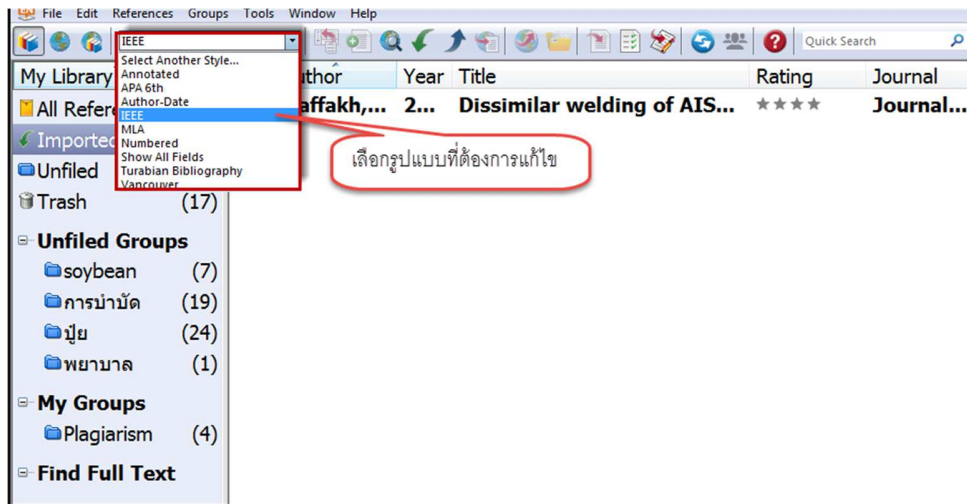 File Edit References Groups Tools Window Help
IEEE
Quick Search
Select Another Style...
Annotated
APA 6th
Author-Date
IEEE
MLA
Numbered
Show All Fields
Turabian Bibliography
Vancouver
My Library
Year Title Rating Journal
All
2... Dissimilar welding of AIS... Journal...
Imported
เลือกรูปแบบที่ต้องการแก้ไข
Unfiled
Trash (17)
Unfiled Groups
soybean (7)
การบำบัด (19)
ปุ๋ย (24)
พยาบาล (1)
My Groups
Plagiarism (4)
Find Full Text